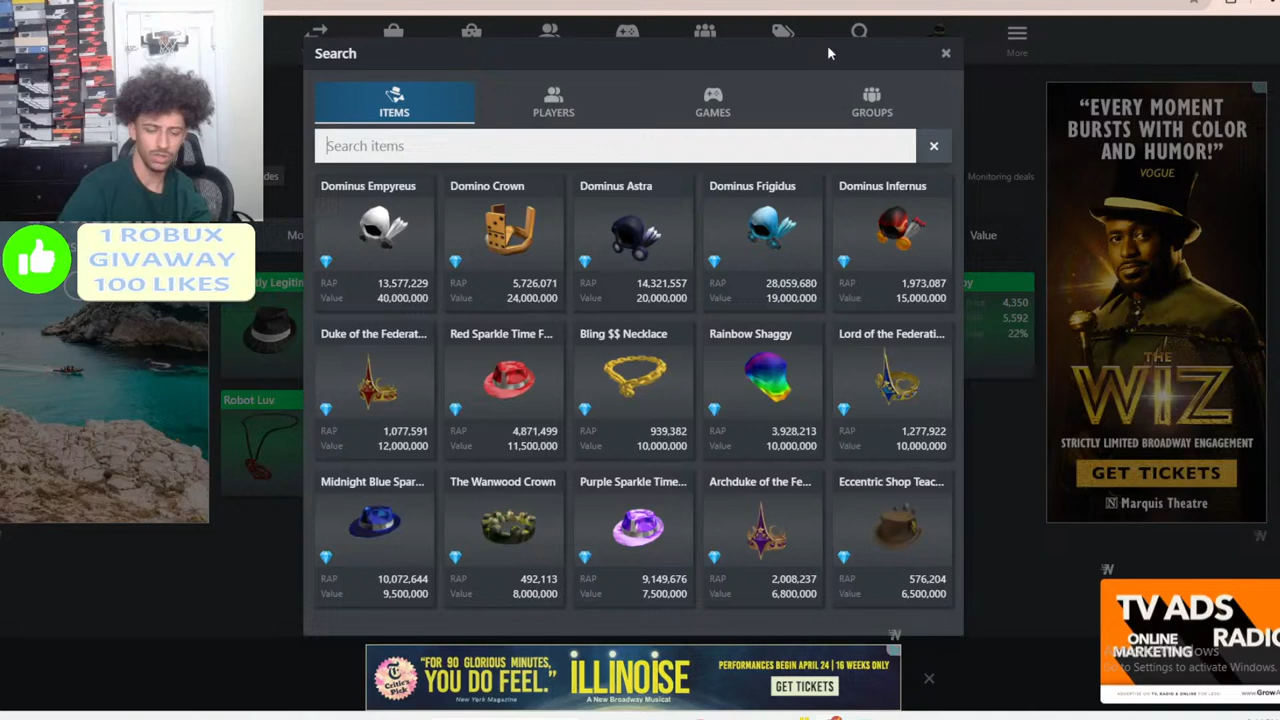 Search
More
ITEMS
PLAYERS
GAMES
GROUPS
Search items
Dominus Empyreus
RAP 13,577,229
Value 40,000,000
Domino Crown
RAP 5,726,071
Value 24,000,000
Dominus Astra
RAP 14,321,557
Value 20,000,000
Dominus Frigidus
RAP 28,059,680
Value 19,000,000
Dominus Infernus
RAP 1,973,087
Value 15,000,000
Duke of the Federat...
RAP 1,077,591
Value 12,000,000
Red Sparkle Time F...
RAP 4,871,499
Value 11,500,000
Bling $$ Necklace
RAP 939,382
Value 10,000,000
Rainbow Shaggy
RAP 3,928,213
Value 10,000,000
Lord of the Federati...
RAP 1,277,922
Value 10,000,000
Midnight Blue Spar...
RAP 10,072,644
Value 9,500,000
The Wanwood Crown
RAP 492,113
Value 8,000,000
Purple Sparkle Time...
RAP 9,149,676
Value 7,500,000
Archduke of the Fe...
RAP 2,008,237
Value 6,800,000
Eccentric Shop Teac...
RAP 576,204
Value 6,500,000
1 ROBUX
GIVAWAY
100 LIKES
Robot Luv
Monitoring deals
Value
4,350
5,592
22%
“EVERY MOMENT
BURSTS WITH COLOR
AND HUMOR!”
VOGUE
THE
WIZ
STRICTLY LIMITED BROADWAY ENGAGEMENT
GET TICKETS
Marquis Theatre
TV ADS
RADIO
ONLINE
MARKETING
Go to Settings to activate Windows.
Critic's
Pick
“FOR 90 GLORIOUS MINUTES,
YOU DO FEEL.”
New York Magazine
ILLINOISE
A New Broadway Musical
PERFORMANCES BEGIN APRIL 24 | 16 WEEKS ONLY
GET TICKETS